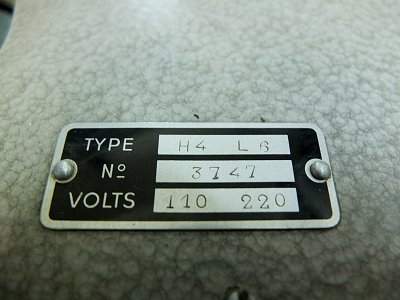 TYPE H4 L6
Nº 3747
VOLTS 110 220